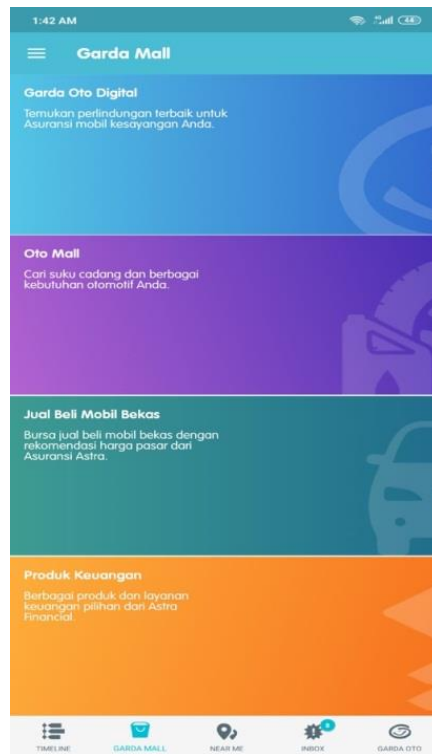 1:42 AM
44
Garda Mall
Garda Oto Digital
Temukan perlindungan terbaik untuk
Asuransi mobil kesayangan Anda.
Oto Mall
Cari suku cadang dan berbagai
kebutuhan otomotif Anda.
Jual Beli Mobil Bekas
Bursa jual beli mobil bekas dengan
rekomendasi harga pasar dari
Asuransi Astra.
Produk Keuangan
Berbagai produk dan layanan
keuangan pilihan dari Astra
Financial.
TIMELINE GARDA MALL NEAR ME INBOX GARDA OTO